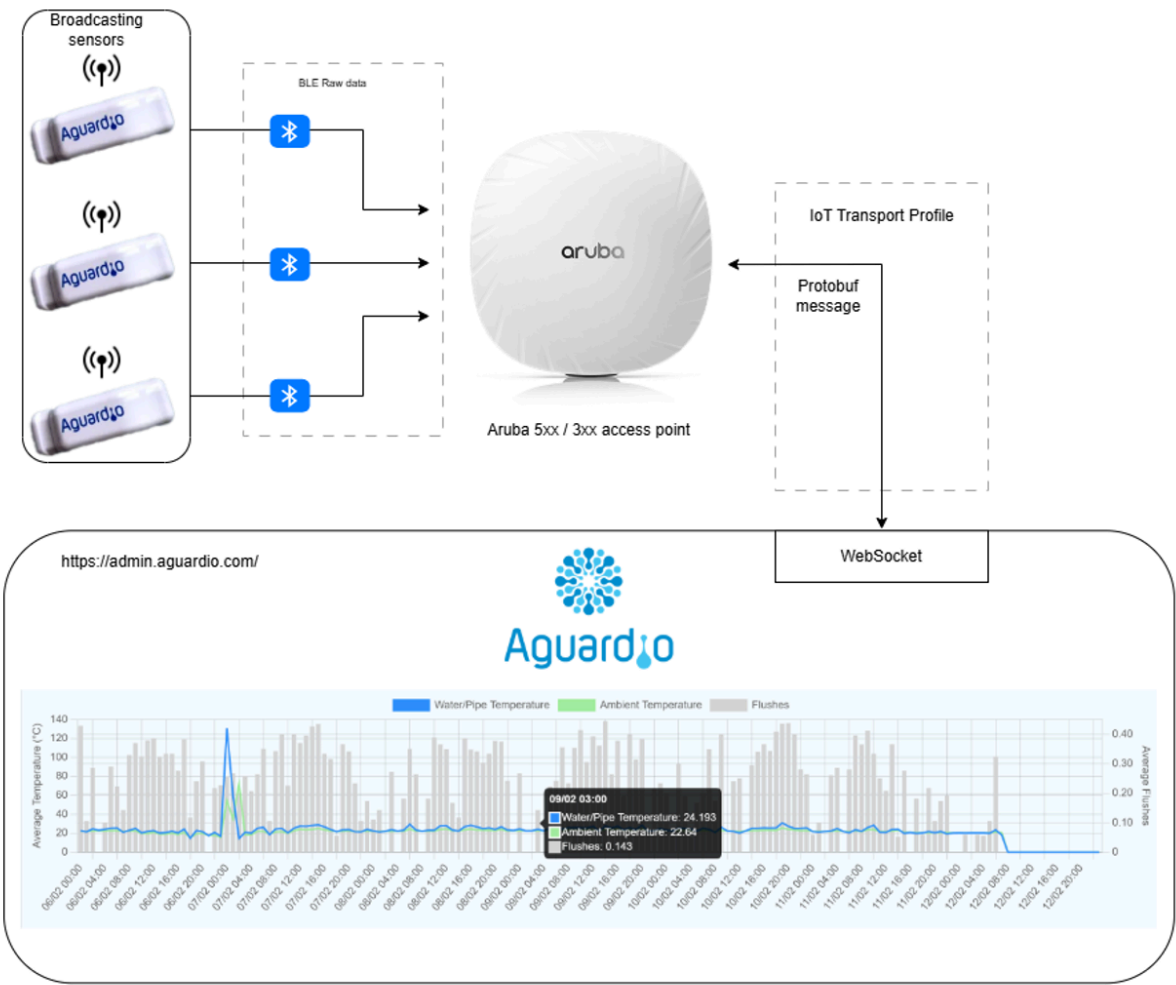 Broadcasting
sensors
Aguardio
Aguardio
Aguardio
BLE Raw data
aruba
Aruba 5xx / 3xx access point
IoT Transport Profile
Protobuf
message
WebSocket
https://admin.aguardio.com/
Aguardio
Water/Pipe Temperature
Ambient Temperature
Flushes
Average Temperature (°C)
140
120
100
80
60
40
20
0
0.40
0.30
0.20
0.10
0
Average Flushes
09/02 03:00
Water/Pipe Temperature: 24.193
Ambient Temperature: 22.64
Flushes: 0.143
06/02 00:00
06/02 04:00
06/02 08:00
06/02 12:00
06/02 16:00
06/02 20:00
07/02 00:00
07/02 04:00
07/02 08:00
07/02 12:00
07/02 16:00
07/02 20:00
08/02 00:00
08/02 04:00
08/02 08:00
08/02 12:00
08/02 16:00
08/02 20:00
09/02 00:00
09/02 04:00
09/02 08:00
09/02 12:00
09/02 16:00
09/02 20:00
10/02 00:00
10/02 04:00
10/02 08:00
10/02 12:00
10/02 16:00
10/02 20:00
11/02 00:00
11/02 04:00
11/02 08:00
11/02 12:00
11/02 16:00
11/02 20:00
12/02 00:00
12/02 04:00
12/02 08:00
12/02 12:00
12/02 16:00
12/02 20:00